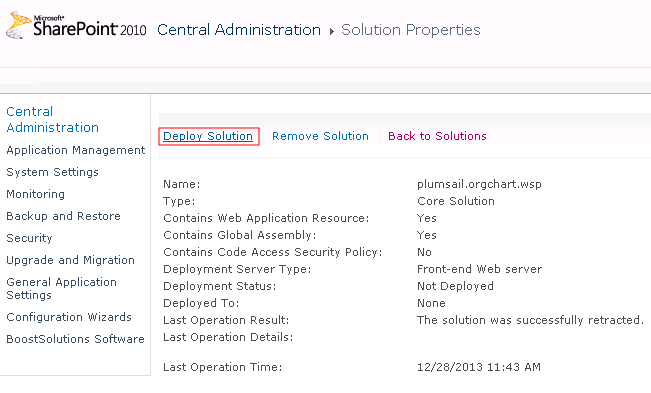 Microsoft®
SharePoint® 2010 Central Administration ▸ Solution Properties
Central
Administration
Application Management
System Settings
Monitoring
Backup and Restore
Security
Upgrade and Migration
General Application
Settings
Configuration Wizards
BoostSolutions Software
Deploy Solution Remove Solution Back to Solutions
Name: plumsail.orgchart.wsp
Type: Core Solution
Contains Web Application Resource: Yes
Contains Global Assembly: Yes
Contains Code Access Security Policy: No
Deployment Server Type: Front-end Web server
Deployment Status: Not Deployed
Deployed To: None
Last Operation Result: The solution was successfully retracted.
Last Operation Details:
Last Operation Time: 12/28/2013 11:43 AM